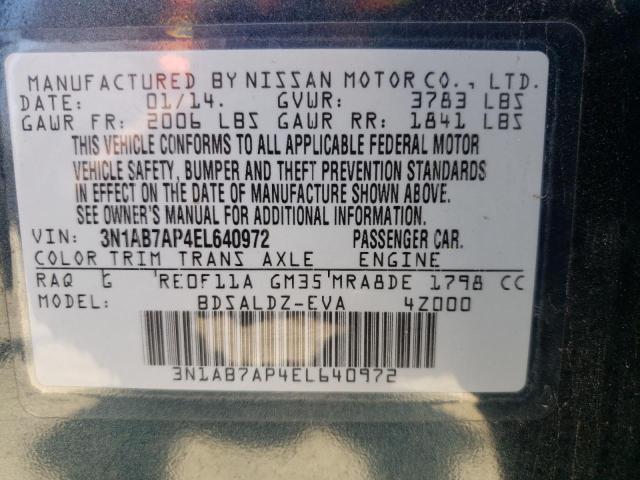 MANUFACTURED BY NISSAN MOTOR CO., LTD.
DATE: 01/14. GVWR: 3783 LBS
GAWR FR: 2006 LBS GAWR RR: 1841 LBS
THIS VEHICLE CONFORMS TO ALL APPLICABLE FEDERAL MOTOR
VEHICLE SAFETY, BUMPER AND THEFT PREVENTION STANDARDS
IN EFFECT ON THE DATE OF MANUFACTURE SHOWN ABOVE.
SEE OWNER'S MANUAL FOR ADDITIONAL INFORMATION.
VIN: 3N1AB7AP4EL640972 PASSENGER CAR.
COLOR TRIM TRANS AXLE ENGINE
RAQ G RE0F11A GM35 MRA8DE 1798 CC
MODEL: BDSALDZ-EVA 4Z000
3N1AB7AP4EL640972